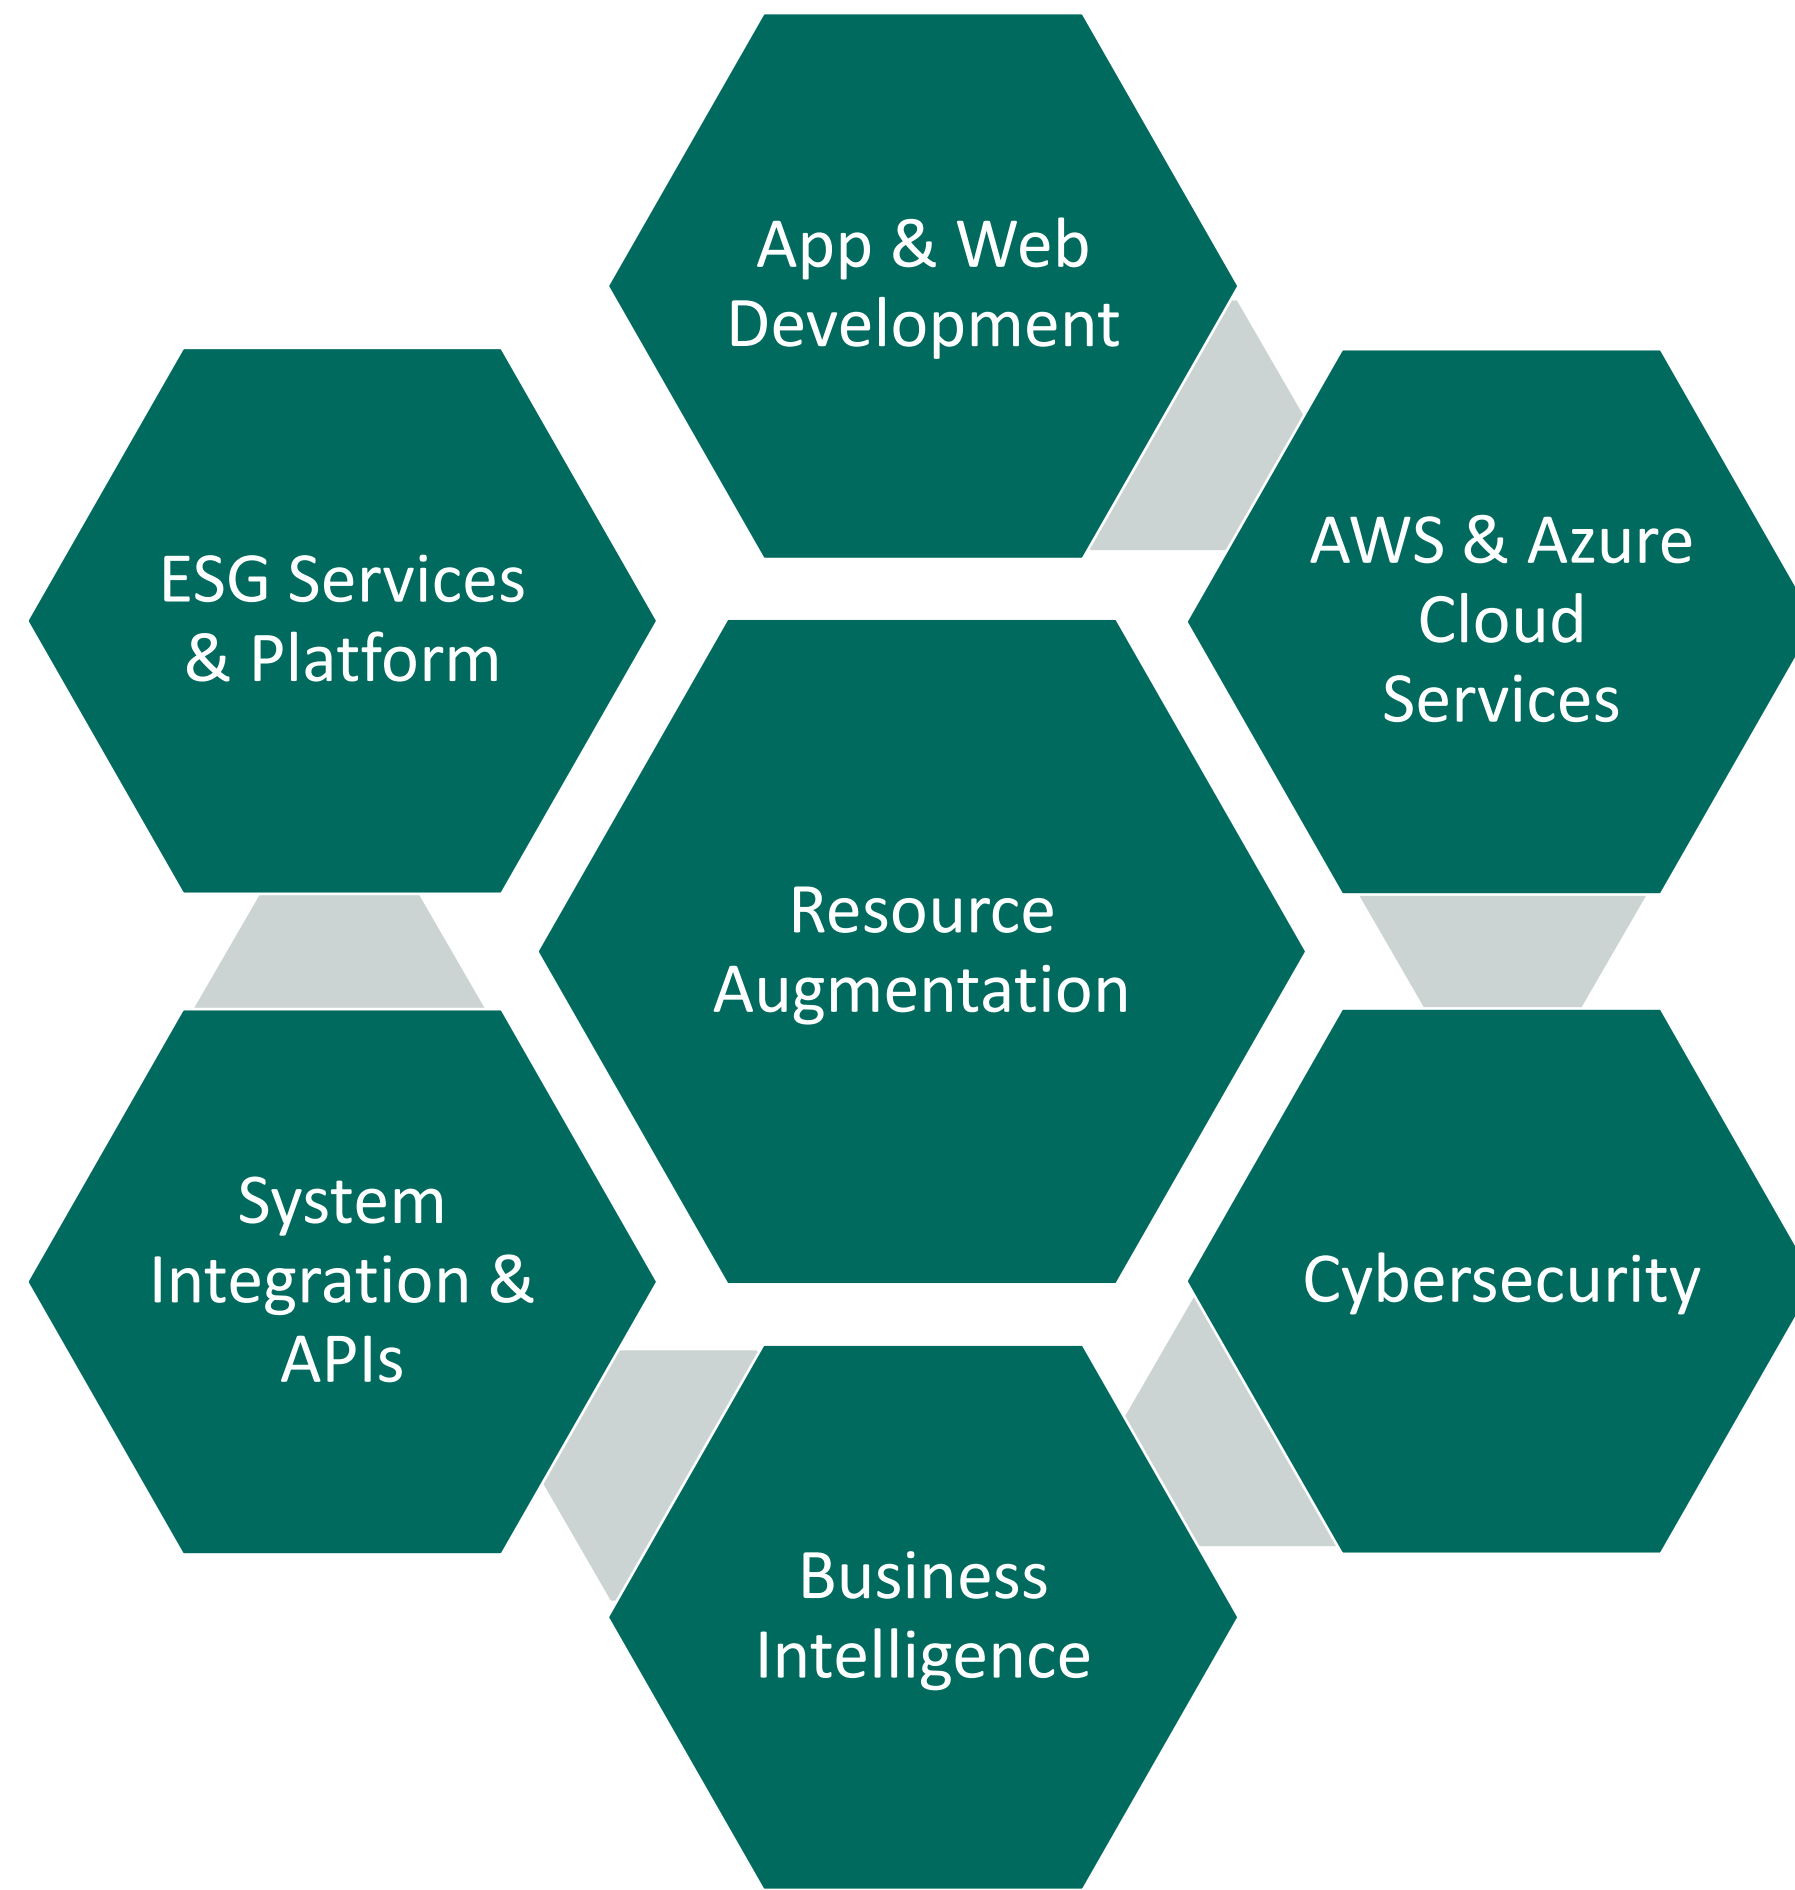 App & Web
Development
AWS & Azure
Cloud
Services
ESG Services
& Platform
Resource
Augmentation
System
Integration &
APIs
Cybersecurity
Business
Intelligence